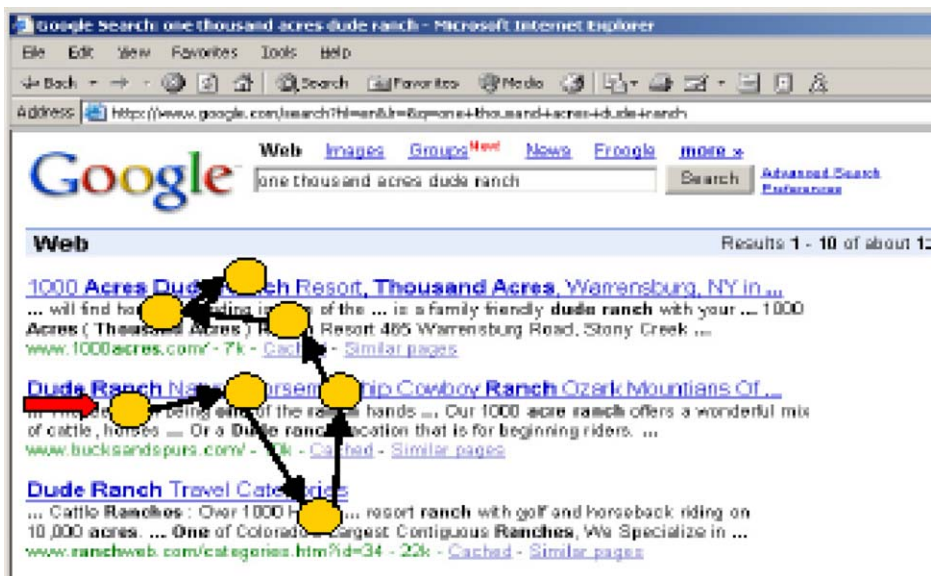 Google Search: one thousand acres dude ranch - Microsoft Internet Explorer
File Edit View Favorites Tools Help
Back Search Favorites Media
Address http://www.google.com/search?hl=en&lr=&q=one+thousand+acres+dude+ranch
Web Images Groups New! News Froogle more »
Google one thousand acres dude ranch Search Advanced Search
Preferences
Web Results 1 - 10 of about
1000 Acres Dude Ranch Resort, Thousand Acres, Warrensburg, NY in ...
... will find of the ... is a family friendly dude ranch with your ... 1000
Acres ( Thousand Acres ) Resort 465 Warrensburg Road, Stony Creek ...
www.1000acres.com/ - 7k - Cached - Similar pages
Dude Ranch Cowboy Ranch Ozark Mountians Of ...
being one of the ranch hands ... Our 1000 acre ranch offers a wonderful mix
of cattle, horses ... Or a Dude ranch vacation that is for beginning riders. ...
www.bucksandspurs.com/ - Cached - Similar pages
Dude Ranch Travel Categories
... Cattle Ranches : Over 1000 ... resort ranch with golf and horseback riding on
10,000 acres. ... One of Colorado Largest Contiguous Ranches, We Specialize in ...
www.ranchweb.com/categories.htm?id=34 - 22k - Cached - Similar pages